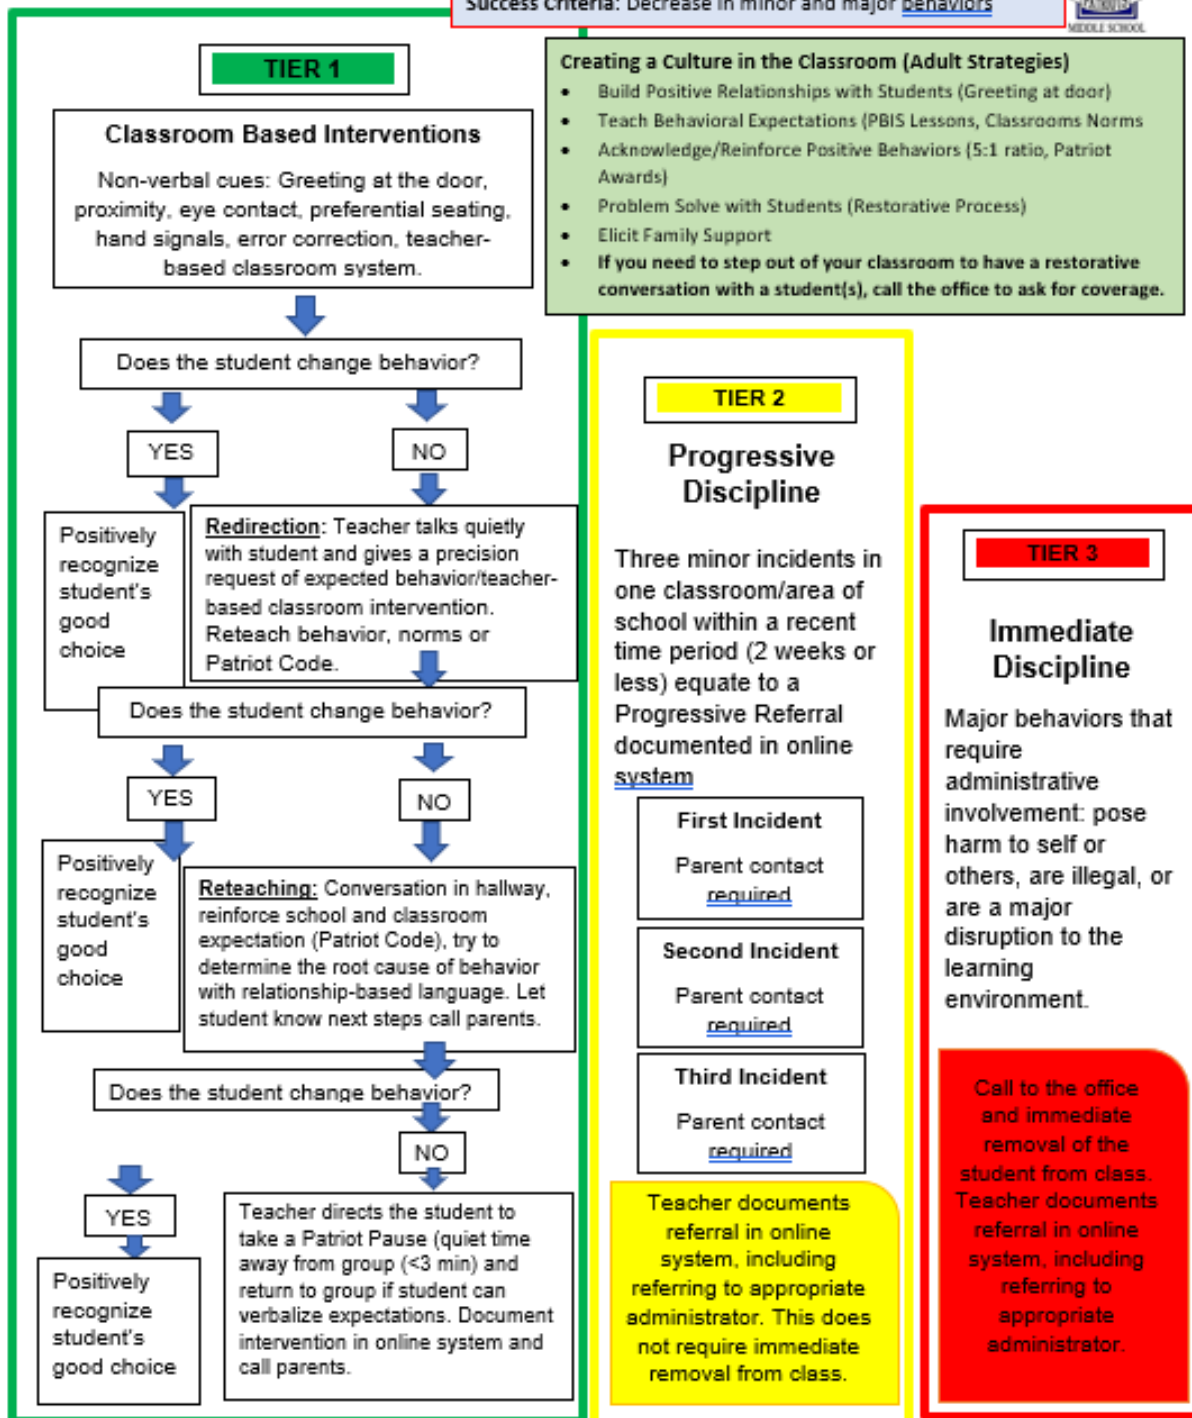 Success Criteria: Decrease in minor and major behaviors
MIDDLE SCHOOL
TIER 1
Classroom Based Interventions
Non-verbal cues: Greeting at the door,
proximity, eye contact, preferential seating,
hand signals, error correction, teacher-
based classroom system.
Creating a Culture in the Classroom (Adult Strategies)
• Build Positive Relationships with Students (Greeting at door)
• Teach Behavioral Expectations (PBIS Lessons, Classrooms Norms
• Acknowledge/Reinforce Positive Behaviors (5:1 ratio, Patriot
Awards)
• Problem Solve with Students (Restorative Process)
• Elicit Family Support
• If you need to step out of your classroom to have a restorative
conversation with a student(s), call the office to ask for coverage.
Does the student change behavior?
YES
NO
Positively
recognize
student's
good
choice
Redirection: Teacher talks quietly
with student and gives a precision
request of expected behavior/teacher-
based classroom intervention.
Reteach behavior, norms or
Patriot Code.
Does the student change behavior?
YES
NO
Positively
recognize
student's
good
choice
Reteaching: Conversation in hallway,
reinforce school and classroom
expectation (Patriot Code), try to
determine the root cause of behavior
with relationship-based language. Let
student know next steps call parents.
Does the student change behavior?
NO
YES
Positively
recognize
student's
good choice
Teacher directs the student to
take a Patriot Pause (quiet time
away from group (<3 min) and
return to group if student can
verbalize expectations. Document
intervention in online system and
call parents.
TIER 2
Progressive
Discipline
Three minor incidents in
one classroom/area of
school within a recent
time period (2 weeks or
less) equate to a
Progressive Referral
documented in online
system
First Incident
Parent contact
required
Second Incident
Parent contact
required
Third Incident
Parent contact
required
Teacher documents
referral in online
system, including
referring to appropriate
administrator. This does
not require immediate
removal from class.
TIER 3
Immediate
Discipline
Major behaviors that
require
administrative
involvement: pose
harm to self or
others, are illegal, or
are a major
disruption to the
learning
environment.
Call to the office
and immediate
removal of the
student from class.
Teacher documents
referral in online
system, including
referring to
appropriate
administrator.